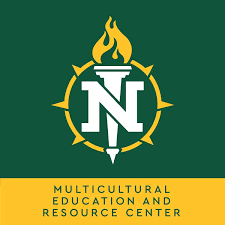 N
MULTICULTURAL
EDUCATION AND
RESOURCE CENTER